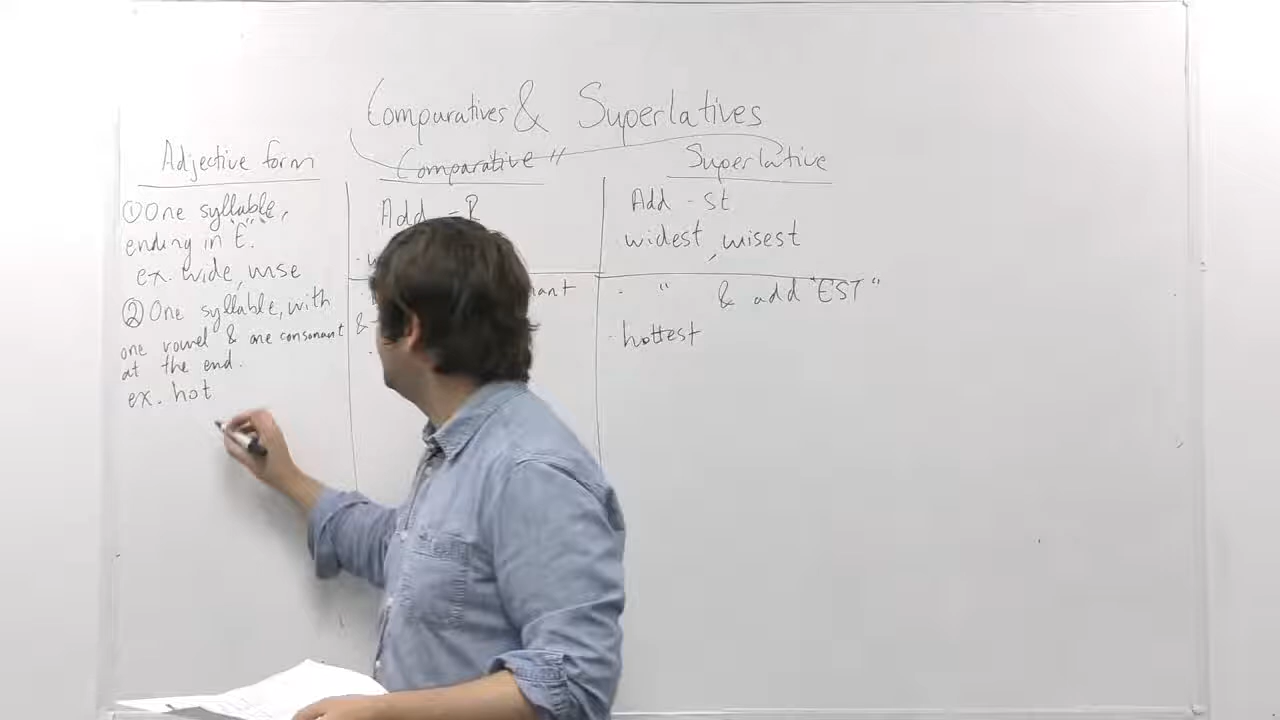 Comparatives & Superlatives
Adjective form
① One syllable,
ending in "E".
ex. wide, wise
② One syllable, with
one vowel & one consonant
at the end.
ex. hot
Comparative
Add -R
&
Superlative
Add - St
widest, wisest
" & add "EST"
hottest